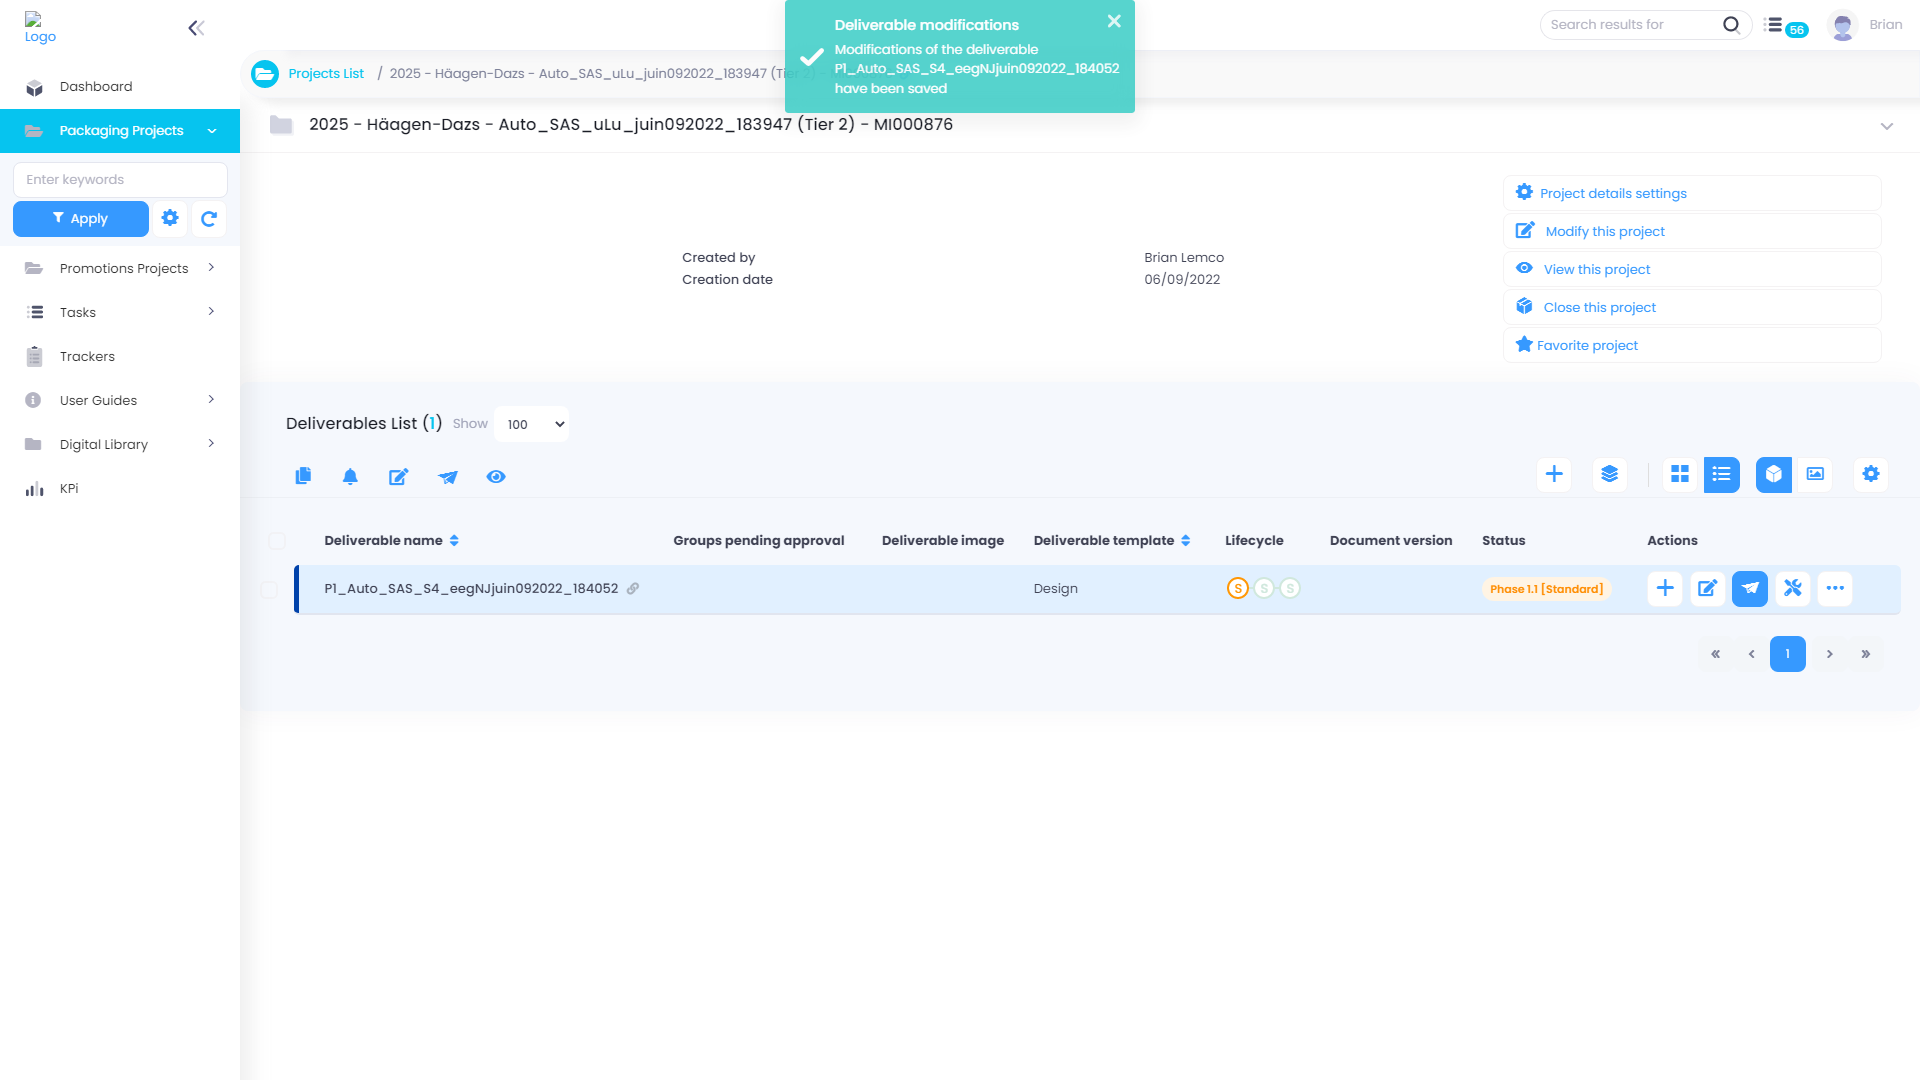 Logo
Dashboard
Packaging Projects
Enter keywords
Apply
Promotions Projects
Tasks
Trackers
User Guides
Digital Library
KPi
Deliverable modifications
Modifications of the deliverable
P1_Auto_SAS_S4_eegNJjuin092022_184052
have been saved
Search results for
56
Brian
Projects List / 2025 - Häagen-Dazs - Auto_SAS_uLu_juin092022_183947 (Tier 2)
2025 - Häagen-Dazs - Auto_SAS_uLu_juin092022_183947 (Tier 2) - MI000876
Created by Brian Lemco
Creation date 06/09/2022
Project details settings
Modify this project
View this project
Close this project
Favorite project
Deliverables List (1) Show 100
Deliverable name Groups pending approval Deliverable image Deliverable template Lifecycle Document version Status Actions
P1_Auto_SAS_S4_eegNJjuin092022_184052 Design S S S Phase 1.1 [Standard]
« ‹ 1 › »